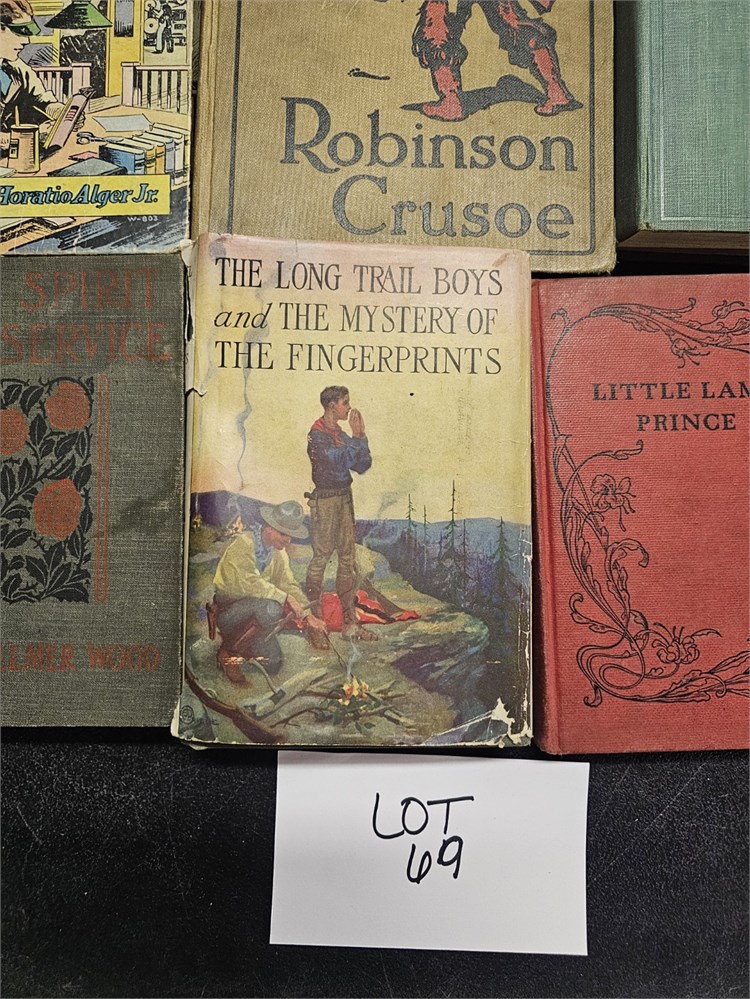 Horatio Alger Jr.
W-803
Robinson
Crusoe
SPIRIT
SERVICE
WOOD
THE LONG TRAIL BOYS
and THE MYSTERY OF
THE FINGERPRINTS
LITTLE LAM
PRINCE
LOT
69